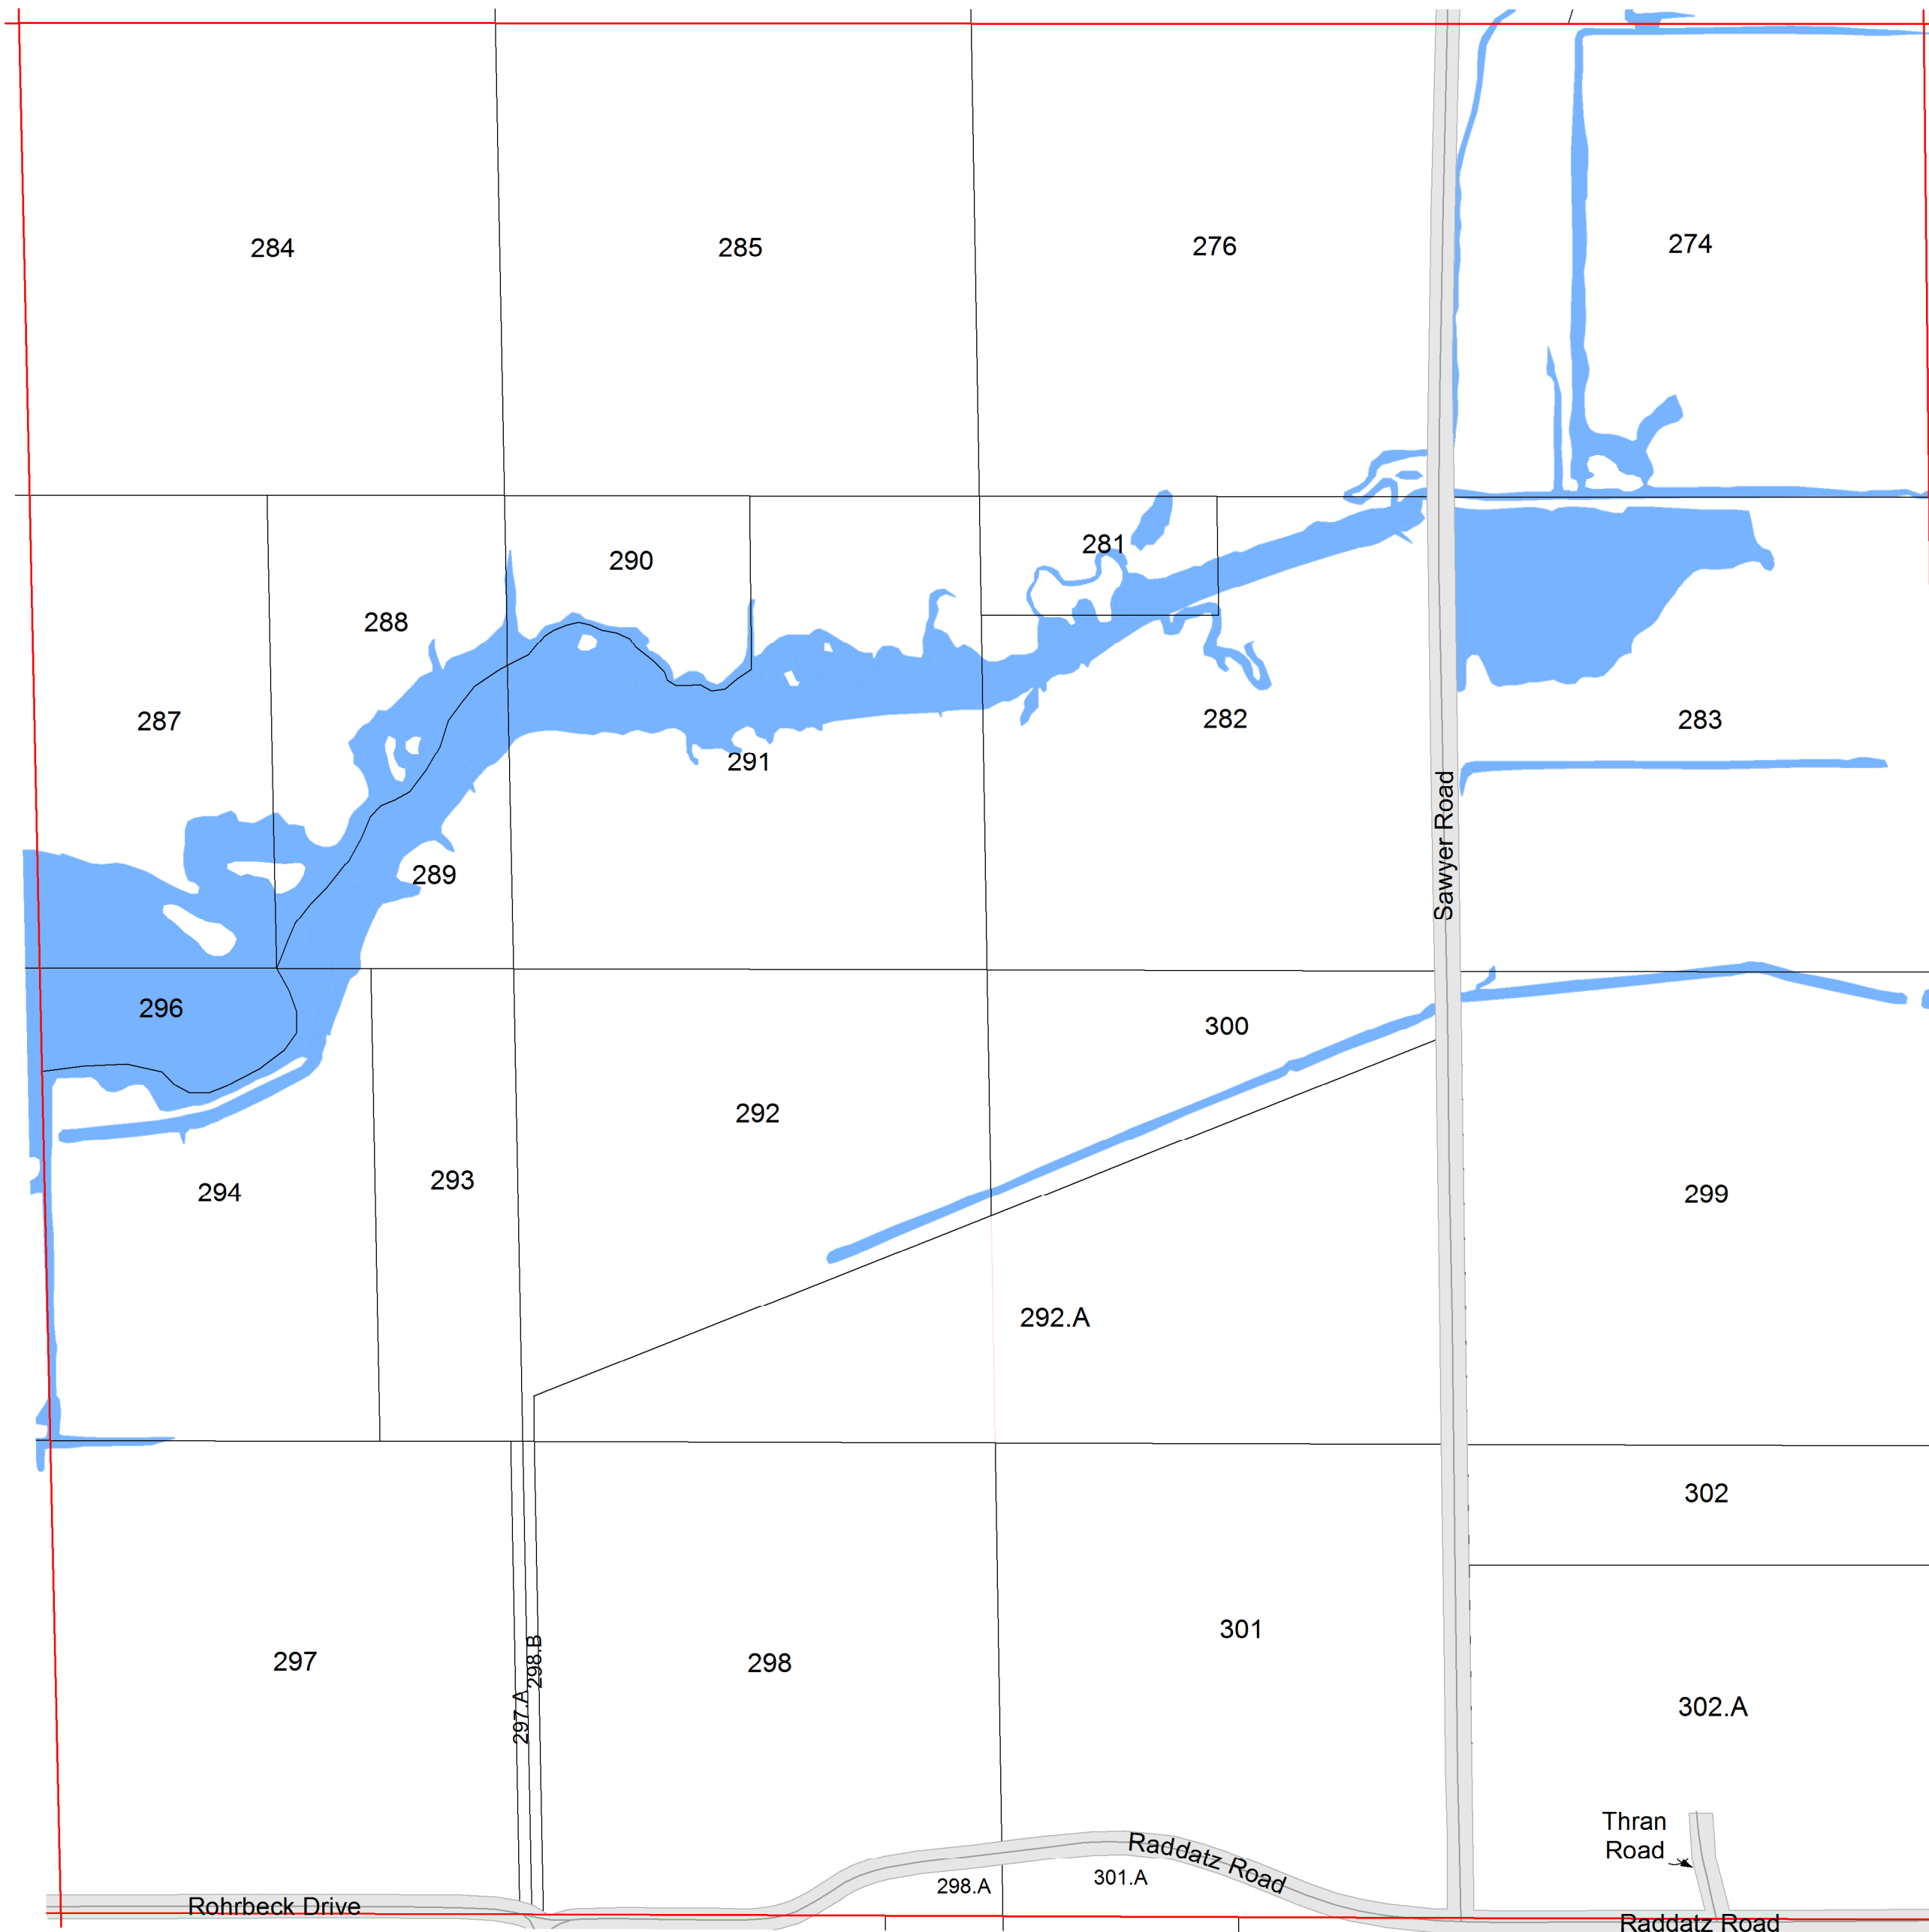 284
285
276
274
281
290
288
287
282
283
291
Sawyer Road
289
296
300
292
293
294
299
292.A
302
301
298.B
297
298
297.A
302.A
Thran
Road
Raddatz Road
301.A
298.A
Rohrbeck Drive
Raddatz Road